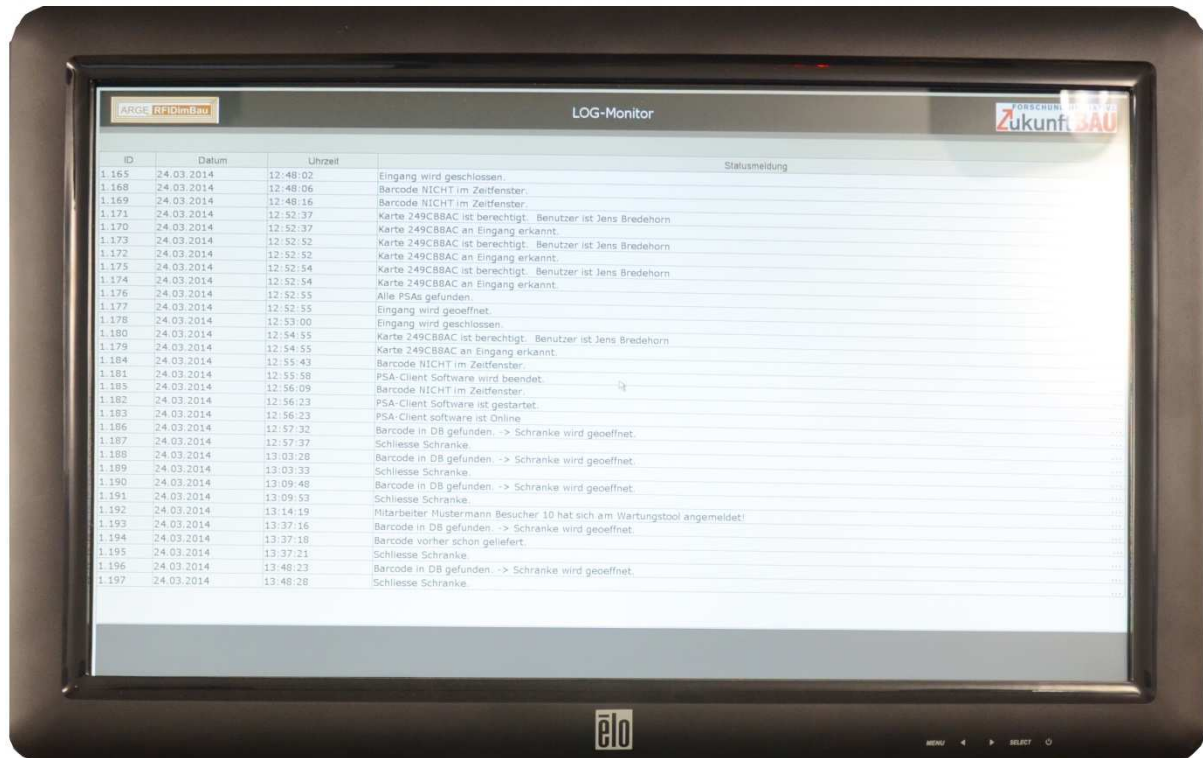 ARGE RFIDimBau
LOG-Monitor
FORSCHUNGSINITIATIVE
ZukunftBAU
ID Datum Uhrzeit Statusmeldung
1.165 24.03.2014 12:48:02 Eingang wird geschlossen.
1.168 24.03.2014 12:48:06 Barcode NICHT im Zeitfenster.
1.169 24.03.2014 12:48:16 Barcode NICHT im Zeitfenster.
1.171 24.03.2014 12:52:37 Karte 249CB8AC ist berechtigt. Benutzer ist Jens Bredehorn
1.170 24.03.2014 12:52:37 Karte 249CB8AC an Eingang erkannt.
1.173 24.03.2014 12:52:52 Karte 249CB8AC ist berechtigt. Benutzer ist Jens Bredehorn
1.172 24.03.2014 12:52:52 Karte 249CB8AC an Eingang erkannt.
1.175 24.03.2014 12:52:54 Karte 249CB8AC ist berechtigt. Benutzer ist Jens Bredehorn
1.174 24.03.2014 12:52:54 Karte 249CB8AC an Eingang erkannt.
1.176 24.03.2014 12:52:55 Alle PSAs gefunden.
1.177 24.03.2014 12:52:55 Eingang wird geoeffnet.
1.178 24.03.2014 12:53:00 Eingang wird geschlossen.
1.180 24.03.2014 12:54:55 Karte 249CB8AC ist berechtigt. Benutzer ist Jens Bredehorn
1.179 24.03.2014 12:54:55 Karte 249CB8AC an Eingang erkannt.
1.184 24.03.2014 12:55:43 Barcode NICHT im Zeitfenster.
1.181 24.03.2014 12:55:58 PSA-Client Software wird beendet.
1.185 24.03.2014 12:56:09 Barcode NICHT im Zeitfenster.
1.182 24.03.2014 12:56:23 PSA-Client Software ist gestartet.
1.183 24.03.2014 12:56:23 PSA-Client software ist Online
1.186 24.03.2014 12:57:32 Barcode in DB gefunden. -> Schranke wird geoeffnet. ...
1.187 24.03.2014 12:57:37 Schliesse Schranke. ...
1.188 24.03.2014 13:03:28 Barcode in DB gefunden. -> Schranke wird geoeffnet. ...
1.189 24.03.2014 13:03:33 Schliesse Schranke. ...
1.190 24.03.2014 13:09:48 Barcode in DB gefunden. -> Schranke wird geoeffnet. ...
1.191 24.03.2014 13:09:53 Schliesse Schranke. ...
1.192 24.03.2014 13:14:19 Mitarbeiter Mustermann Besucher 10 hat sich am Wartungstool angemeldet!
1.193 24.03.2014 13:37:16 Barcode in DB gefunden. -> Schranke wird geoeffnet. ...
1.194 24.03.2014 13:37:18 Barcode vorher schon geliefert. ...
1.195 24.03.2014 13:37:21 Schliesse Schranke. ...
1.196 24.03.2014 13:48:23 Barcode in DB gefunden. -> Schranke wird geoeffnet. ...
1.197 24.03.2014 13:48:28 Schliesse Schranke. ...
ēlo
MENU SELECT